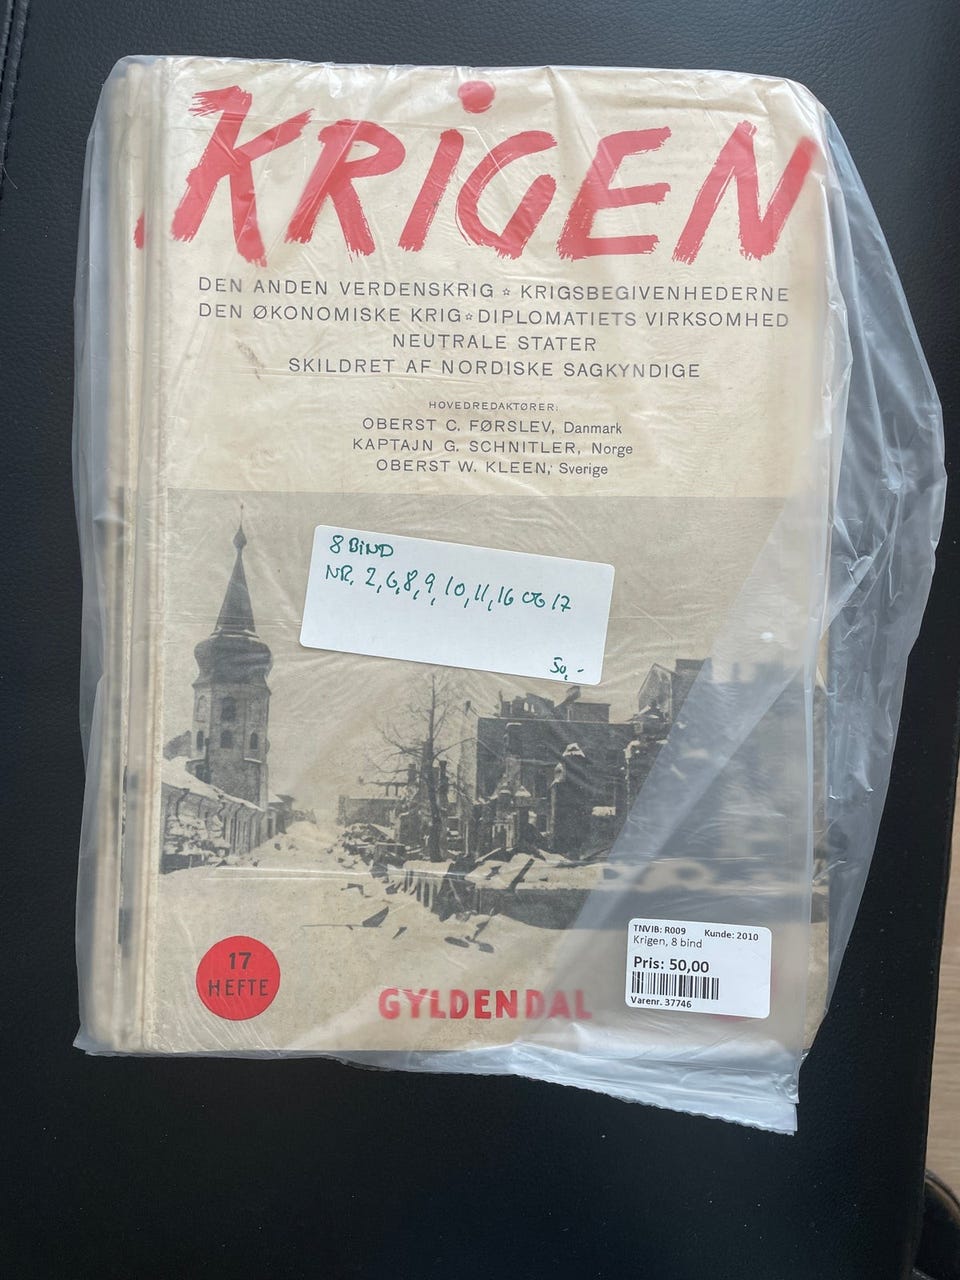 KRIGEN
DEN ANDEN VERDENSKRIG ☆ KRIGSBEGIVENHEDERNE
DEN ØKONOMISKE KRIG ☆ DIPLOMATIETS VIRKSOMHED
NEUTRALE STATER
SKILDRET AF NORDISKE SAGKYNDIGE
HOVEDREDAKTØRER:
OBERST C. FØRSLEV, Danmark
KAPTAJN G. SCHNITLER, Norge
OBERST W. KLEEN, Sverige
8 BIND
NR. 2,6,8,9,10,11,16 OG 17
50,-
17
HEFTE
GYLDENDAL
TNVIB: R009 Kunde: 2010
Krigen, 8 bind
Pris: 50,00
Varenr. 37746